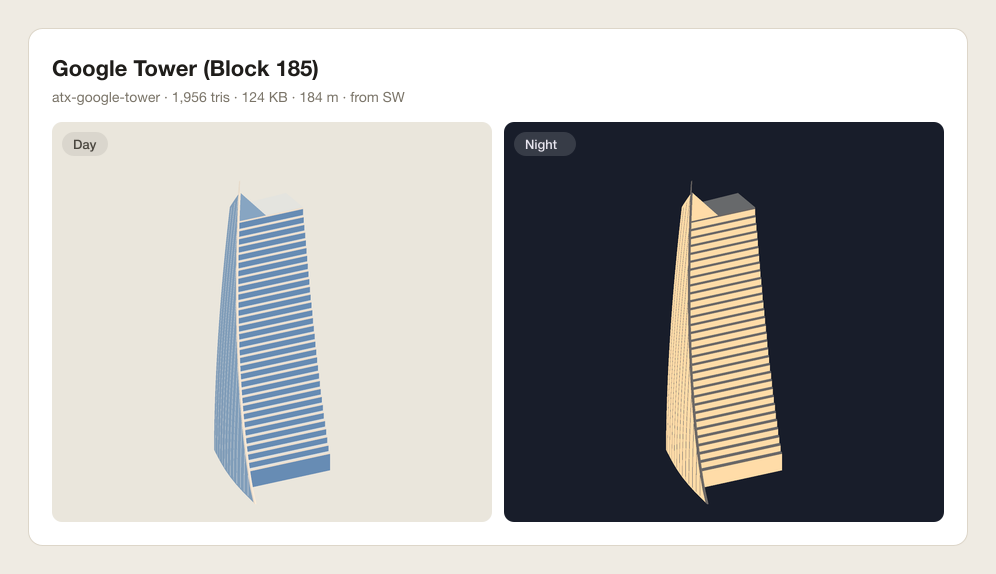 Google Tower (Block 185)
atx-google-tower · 1,956 tris · 124 KB · 184 m · from SW
Day
Night